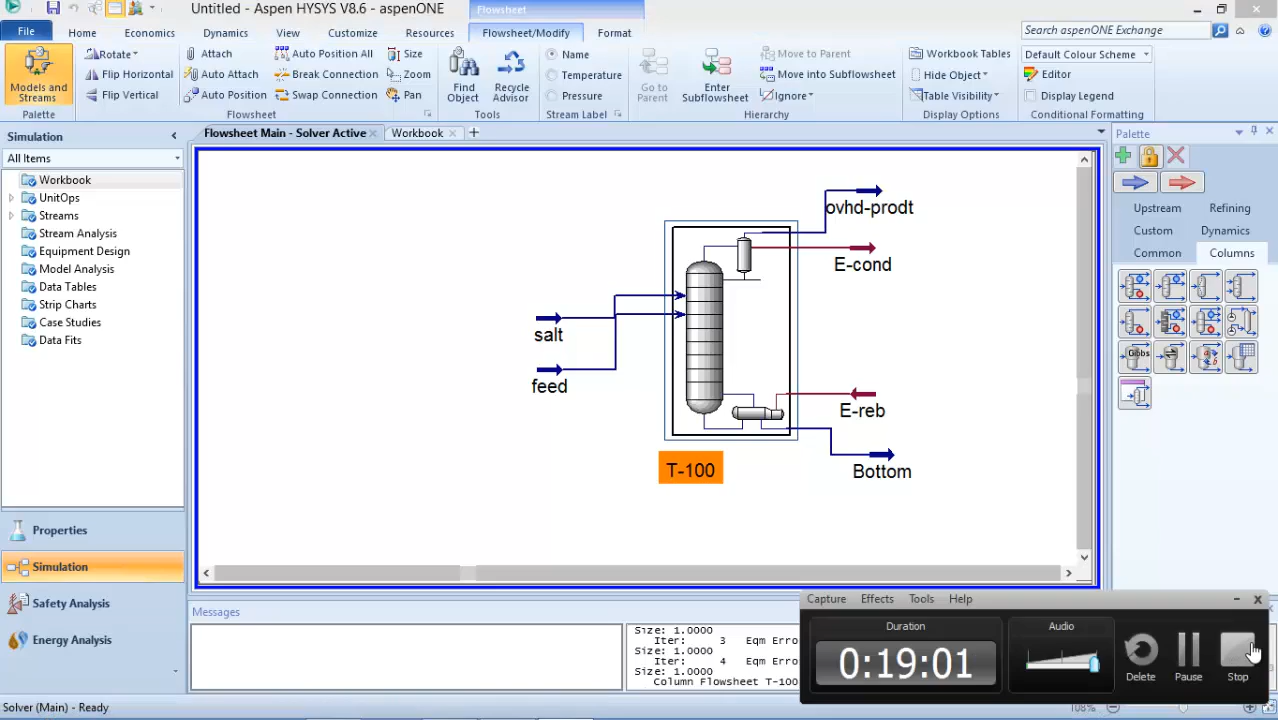 Untitled - Aspen HYSYS V8.6 - aspenONE
Flowsheet
File
Home
Economics
Dynamics
View
Customize
Resources
Flowsheet/Modify
Format
Search aspenONE Exchange
Models and Streams
Palette
Rotate
Flip Horizontal
Flip Vertical
Attach
Auto Attach
Auto Position
Auto Position All
Break Connection
Swap Connection
Size
Zoom
Pan
Flowsheet
Find Object
Recycle Advisor
Tools
Name
Temperature
Pressure
Stream Label
Go to Parent
Enter Subflowsheet
Move to Parent
Move into Subflowsheet
Ignore
Hierarchy
Workbook Tables
Hide Object
Table Visibility
Display Options
Default Colour Scheme
Editor
Display Legend
Conditional Formatting
Simulation
All Items
Workbook
UnitOps
Streams
Stream Analysis
Equipment Design
Model Analysis
Data Tables
Strip Charts
Case Studies
Data Fits
Properties
Simulation
Safety Analysis
Energy Analysis
Flowsheet Main - Solver Active
Workbook
ovhd-prodt
E-cond
salt
feed
E-reb
Bottom
T-100
Palette
Upstream
Refining
Custom
Dynamics
Common
Columns
Gibbs
Messages
Size: 1.0000
Iter: 3 Eqm Erro
Size: 1.0000
Iter: 4 Eqm Erro
Column Flowsheet T-100
Capture
Effects
Tools
Help
Duration
0:19:01
Audio
Delete
Pause
Stop
Solver (Main) - Ready
108%